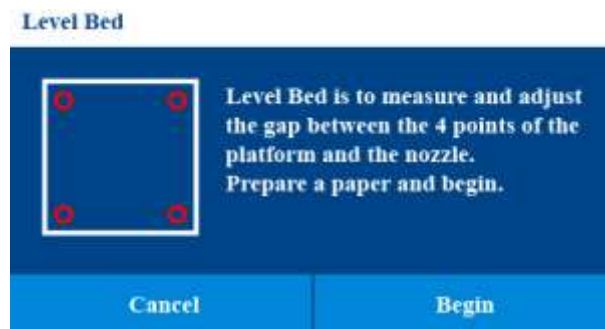 Level Bed
Level Bed is to measure and adjust
the gap between the 4 points of the
platform and the nozzle.
Prepare a paper and begin.
Cancel
Begin